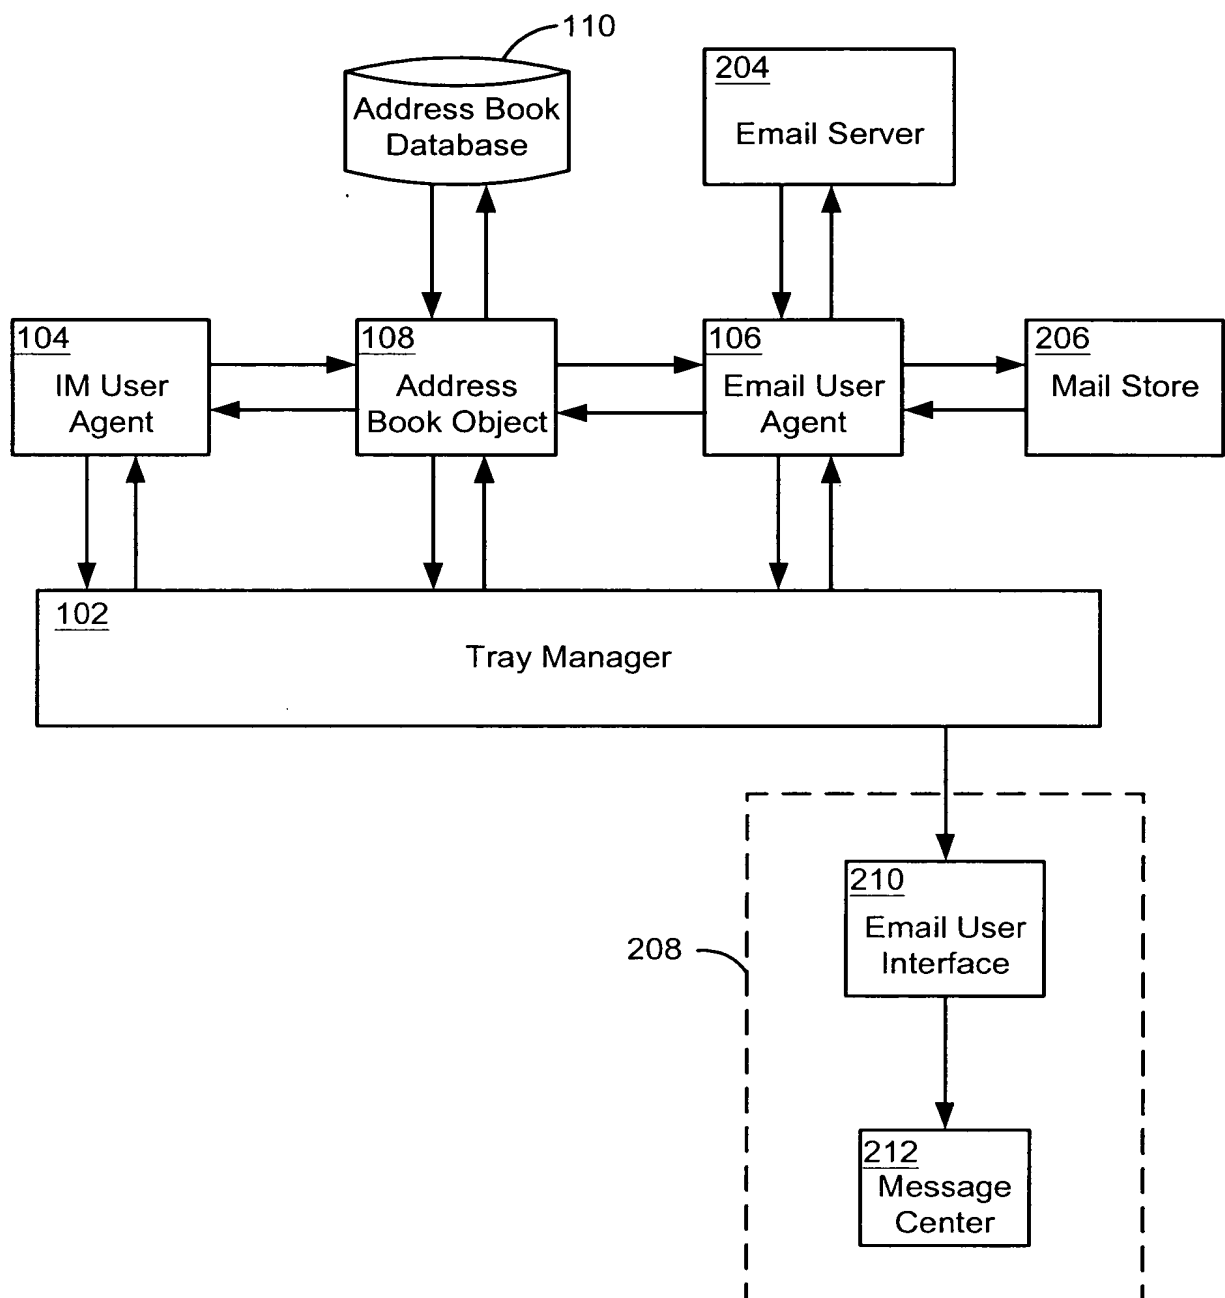 110
Address Book
Database
204
Email Server
104
IM User
Agent
108
Address
Book Object
106
Email User
Agent
206
Mail Store
102
Tray Manager
208
210
Email User
Interface
212
Message
Center